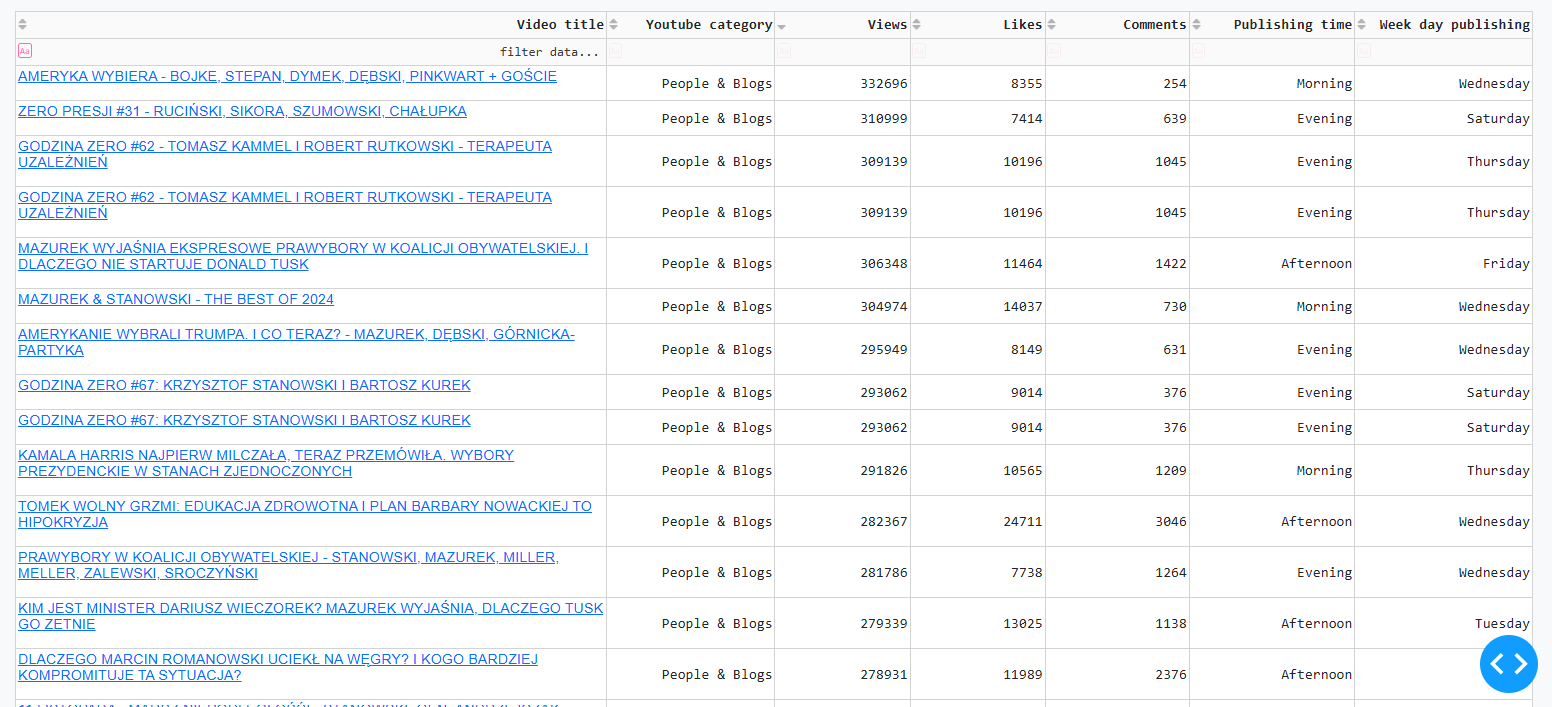 Video title Youtube category Views Likes Comments Publishing time Week day publishing
Aa filter data...
AMERYKA WYBIERA - BOJKE, STEPAN, DYMEK, DĘBSKI, PINKWART + GOŚCIE People & Blogs 332696 8355 254 Morning Wednesday
ZERO PRESJI #31 - RUCIŃSKI, SIKORA, SZUMOWSKI, CHAŁUPKA People & Blogs 310999 7414 639 Evening Saturday
GODZINA ZERO #62 - TOMASZ KAMMEL I ROBERT RUTKOWSKI - TERAPEUTA
UZALEŻNIEŃ People & Blogs 309139 10196 1045 Evening Thursday
GODZINA ZERO #62 - TOMASZ KAMMEL I ROBERT RUTKOWSKI - TERAPEUTA
UZALEŻNIEŃ People & Blogs 309139 10196 1045 Evening Thursday
MAZUREK WYJAŚNIA EKSPRESOWE PRAWYBORY W KOALICJI OBYWATELSKIEJ. I
DLACZEGO NIE STARTUJE DONALD TUSK People & Blogs 306348 11464 1422 Afternoon Friday
MAZUREK & STANOWSKI - THE BEST OF 2024 People & Blogs 304974 14037 730 Morning Wednesday
AMERYKANIE WYBRALI TRUMPA. I CO TERAZ? - MAZUREK, DĘBSKI, GÓRNICKA-
PARTYKA People & Blogs 295949 8149 631 Evening Wednesday
GODZINA ZERO #67: KRZYSZTOF STANOWSKI I BARTOSZ KUREK People & Blogs 293062 9014 376 Evening Saturday
GODZINA ZERO #67: KRZYSZTOF STANOWSKI I BARTOSZ KUREK People & Blogs 293062 9014 376 Evening Saturday
KAMALA HARRIS NAJPIERW MILCZAŁA, TERAZ PRZEMÓWIŁA. WYBORY
PREZYDENCKIE W STANACH ZJEDNOCZONYCH People & Blogs 291826 10565 1209 Morning Thursday
TOMEK WOLNY GRZMI: EDUKACJA ZDROWOTNA I PLAN BARBARY NOWACKIEJ TO
HIPOKRYZJA People & Blogs 282367 24711 3046 Afternoon Wednesday
PRAWYBORY W KOALICJI OBYWATELSKIEJ - STANOWSKI, MAZUREK, MILLER,
MELLER, ZALEWSKI, SROCZYŃSKI People & Blogs 281786 7738 1264 Evening Wednesday
KIM JEST MINISTER DARIUSZ WIECZOREK? MAZUREK WYJAŚNIA, DLACZEGO TUSK
GO ZETNIE People & Blogs 279339 13025 1138 Afternoon Tuesday
DLACZEGO MARCIN ROMANOWSKI UCIEKŁ NA WĘGRY? I KOGO BARDZIEJ
KOMPROMITUJE TA SYTUACJA? People & Blogs 278931 11989 2376 Afternoon